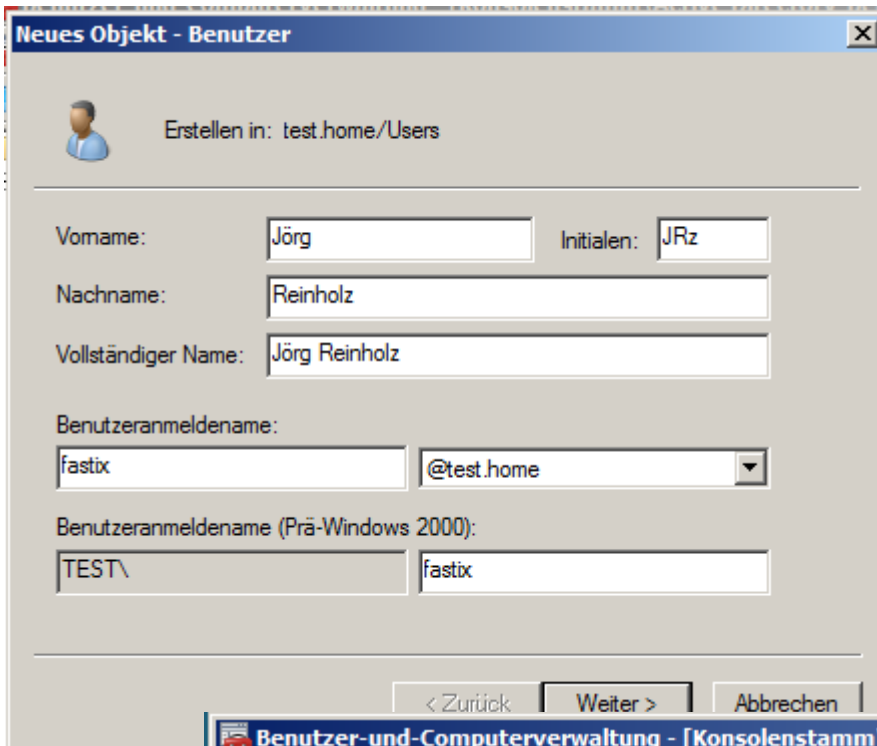 Neues Objekt - Benutzer
Erstellen in: test.home/Users
Vorname: Jörg Initialen: JRz
Nachname: Reinholz
Vollständiger Name: Jörg Reinholz
Benutzeranmeldename:
fastix @test.home
Benutzeranmeldename (Prä-Windows 2000):
TEST\ fastix
< Zurück Weiter > Abbrechen
Benutzer-und-Computerverwaltung - [Konsolenstamm